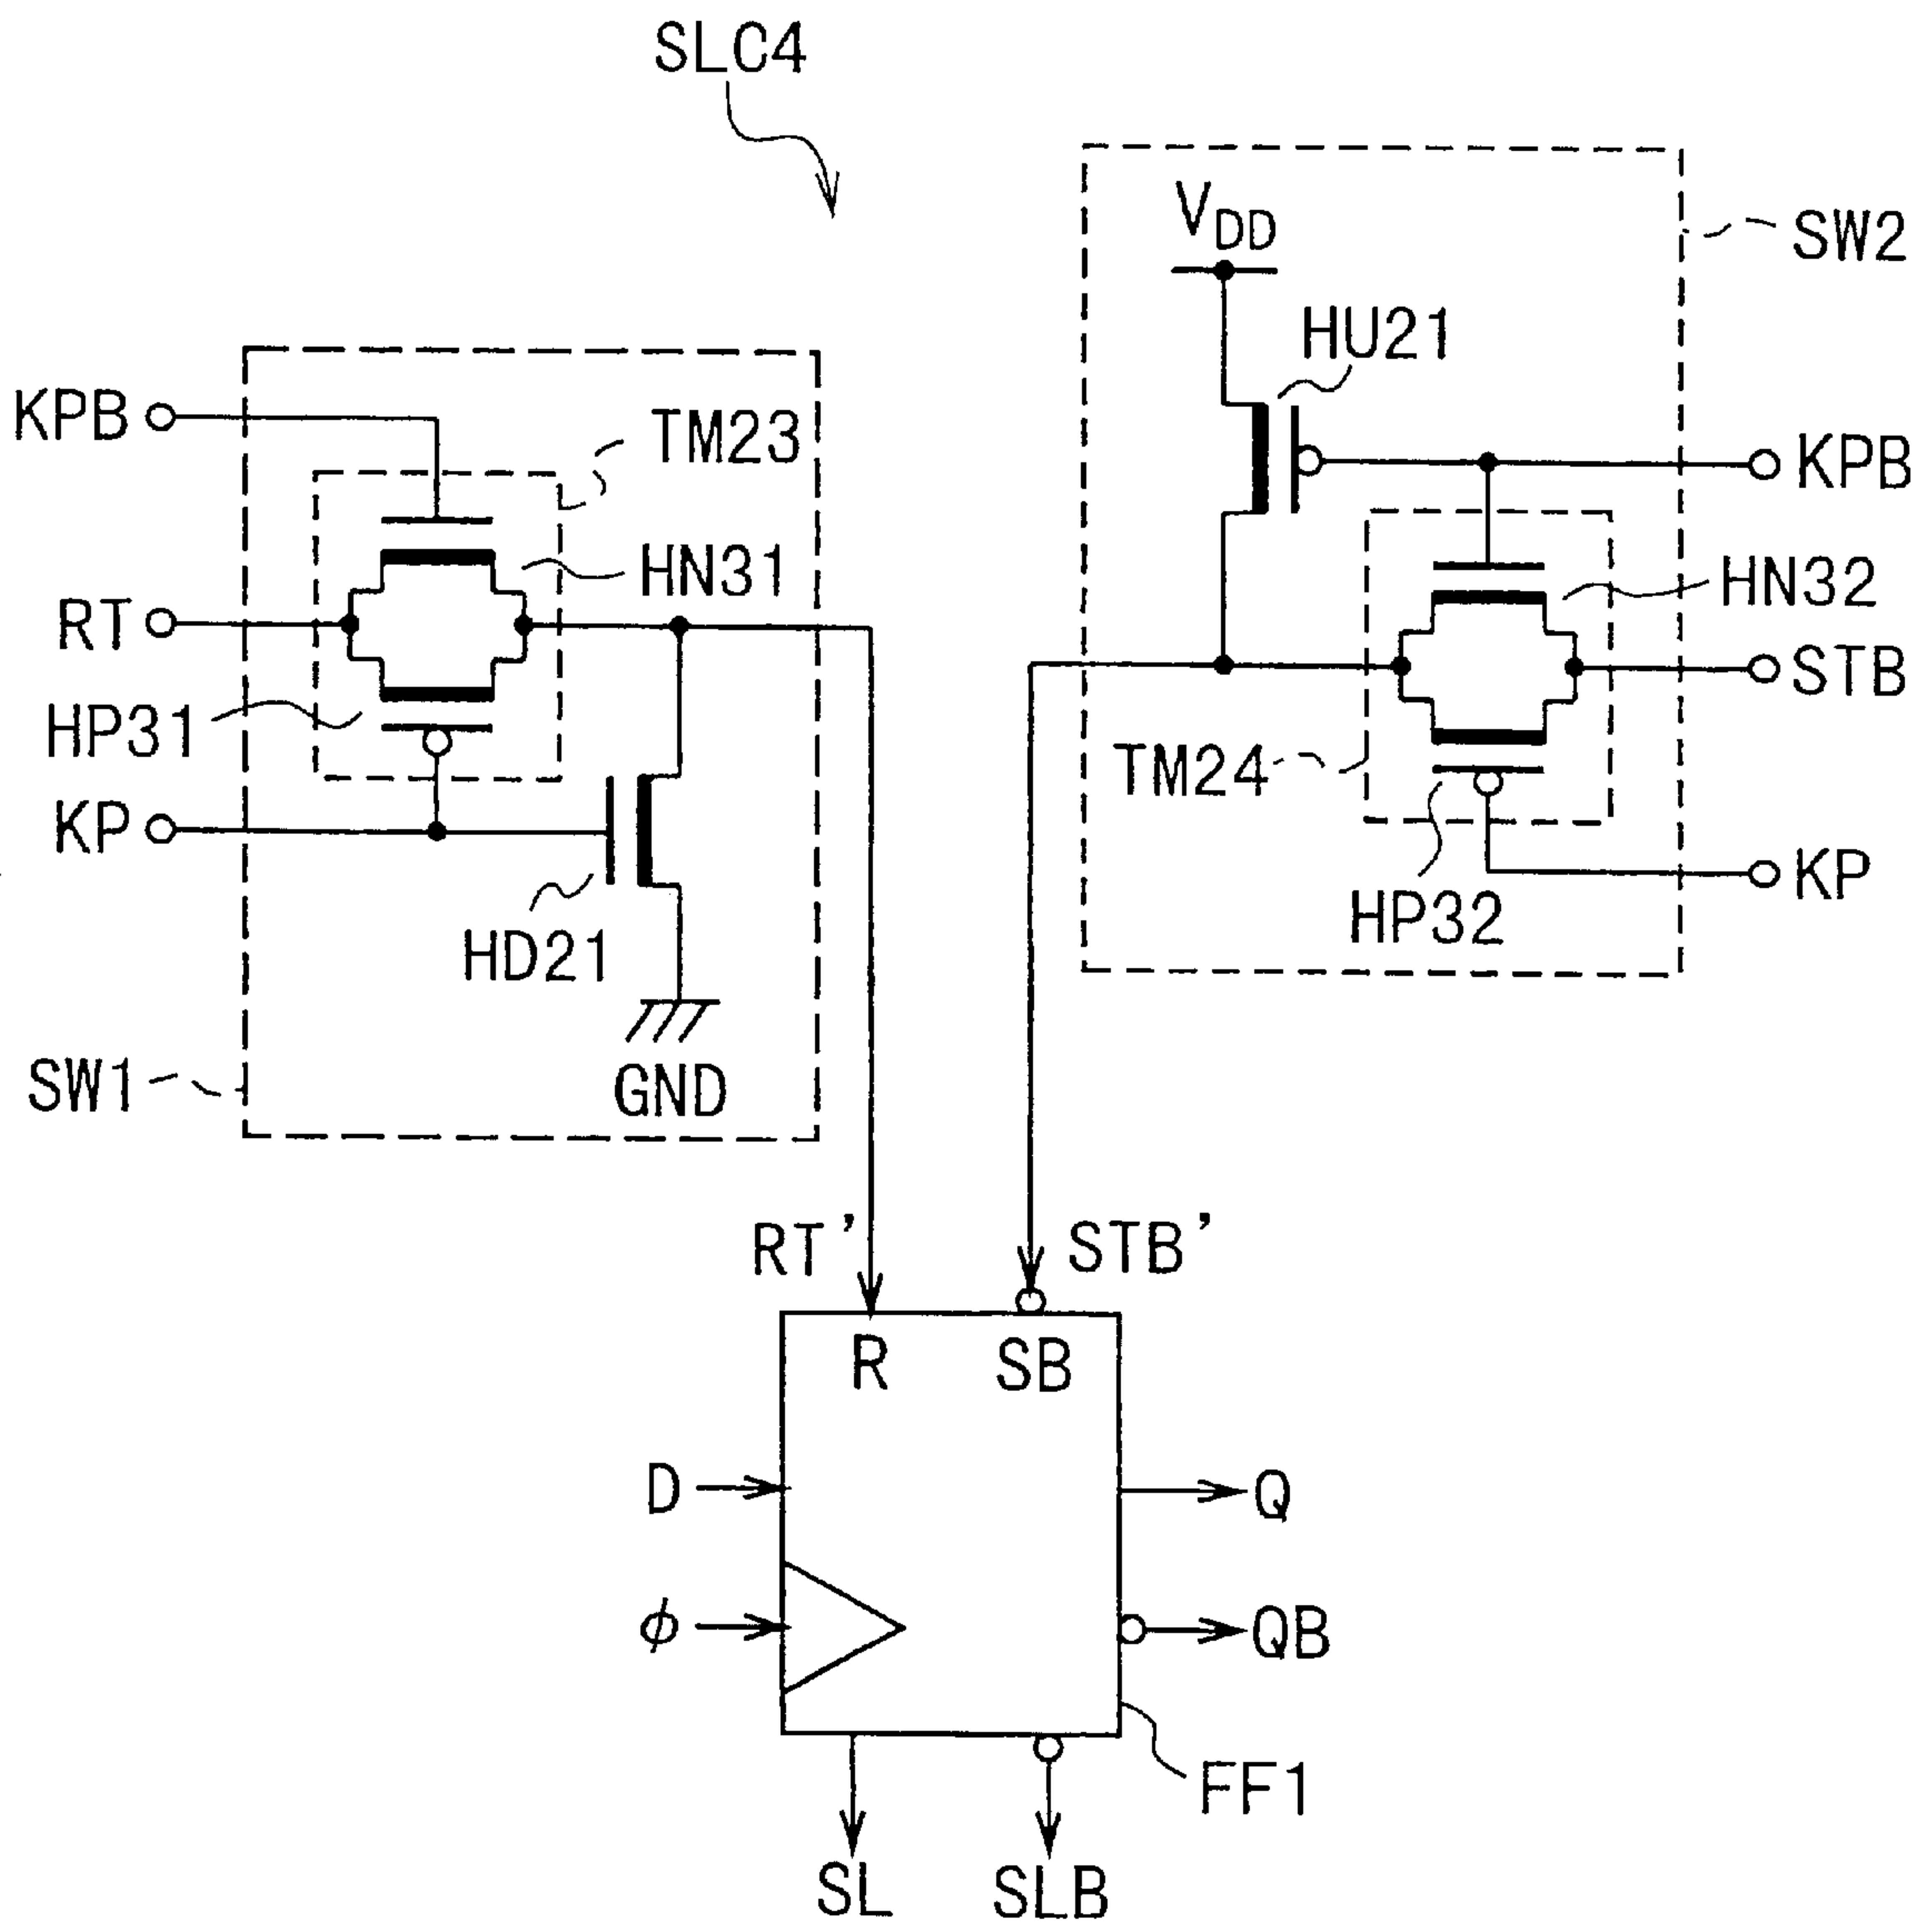 SLC4
VDD
SW2
HU21
KPB
TM23
KPB
HN31
HN32
RT
STB
HP31
TM24
KP
KP
HP32
HD21
SW1
GND
RT'
STB'
R
SB
D
Q
φ
QB
FF1
SL
SLB